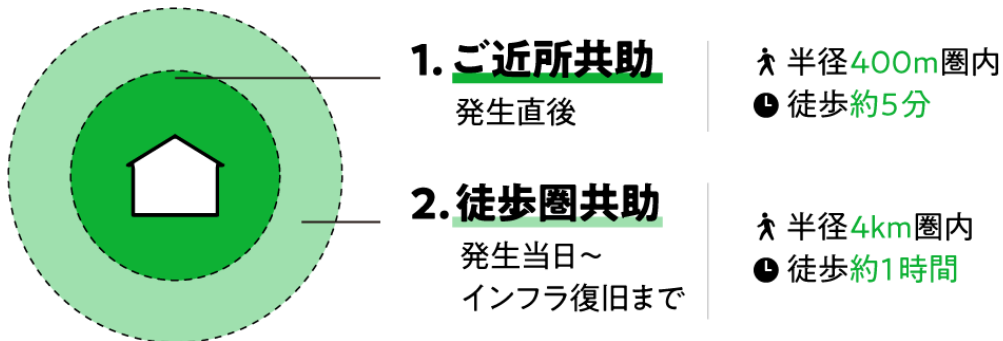 1. ご近所共助
発生直後
半径400m圏内
徒歩約5分
2. 徒歩圏共助
発生当日～
インフラ復旧まで
半径4km圏内
徒歩約1時間